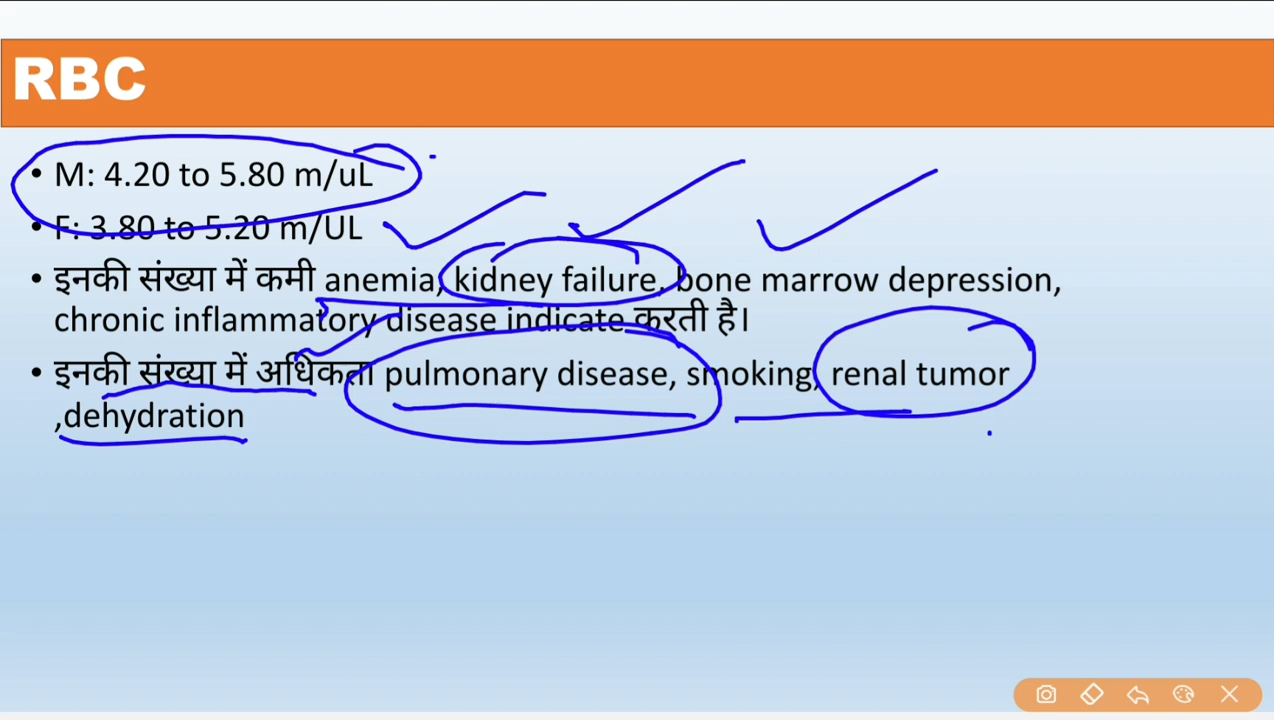 RBC
• M: 4.20 to 5.80 m/uL
• F: 3.80 to 5.20 m/UL
• इनकी संख्या में कमी anemia, kidney failure, bone marrow depression,
chronic inflammatory disease indicate करती है।
• इनकी संख्या में अधिकता pulmonary disease, smoking, renal tumor
,dehydration